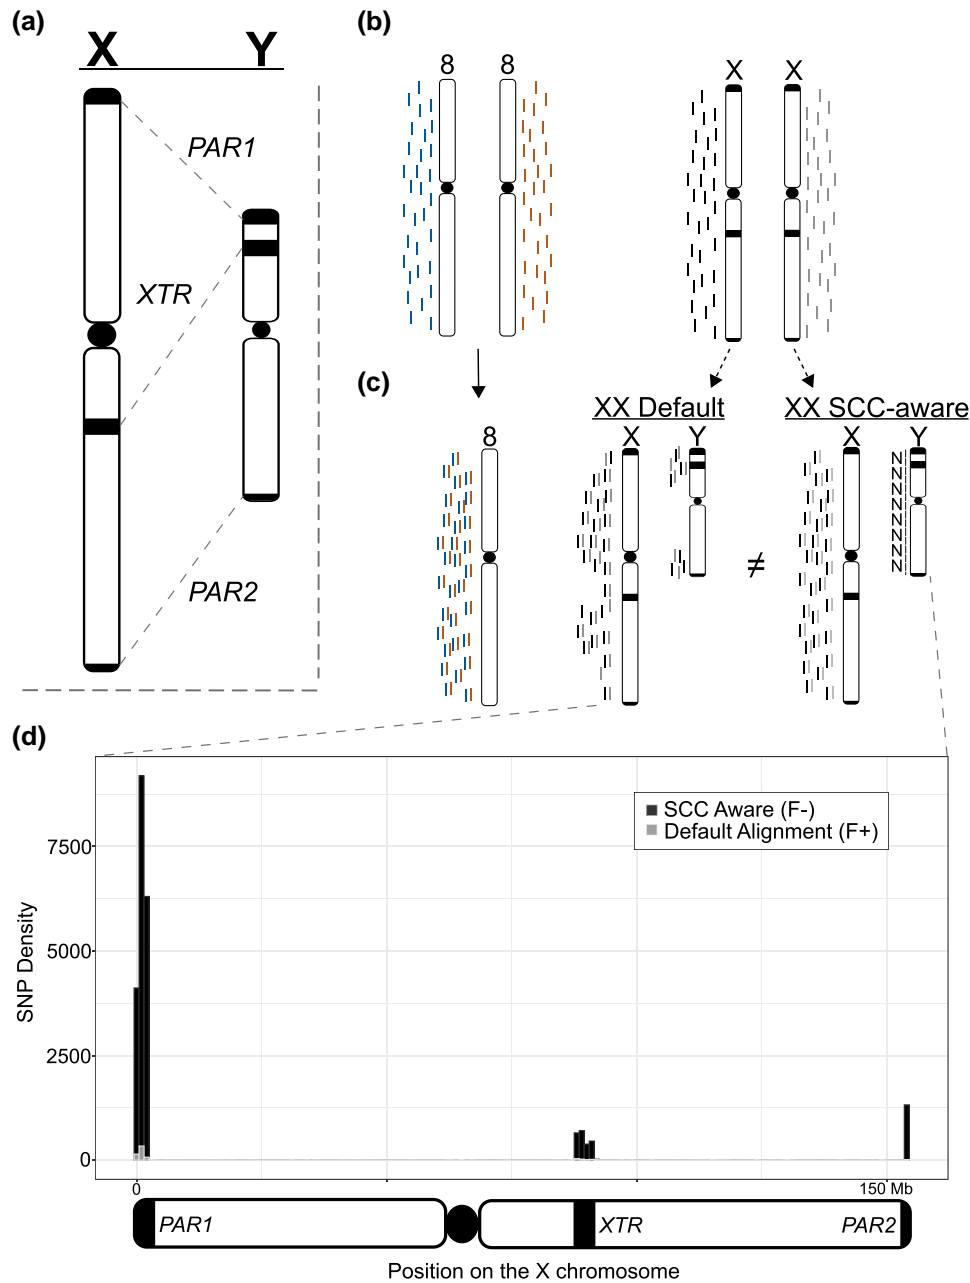 (a)
X Y
PAR1
XTR
PAR2
(b)
8 8
X X
(c)
8
XX Default
X Y
≠
XX SCC-aware
X Y
N
N
N
N
N
N
N
N
(d)
SNP Density
7500
5000
2500
0
SCC Aware (F-)
Default Alignment (F+)
0 150 Mb
PAR1 XTR PAR2
Position on the X chromosome